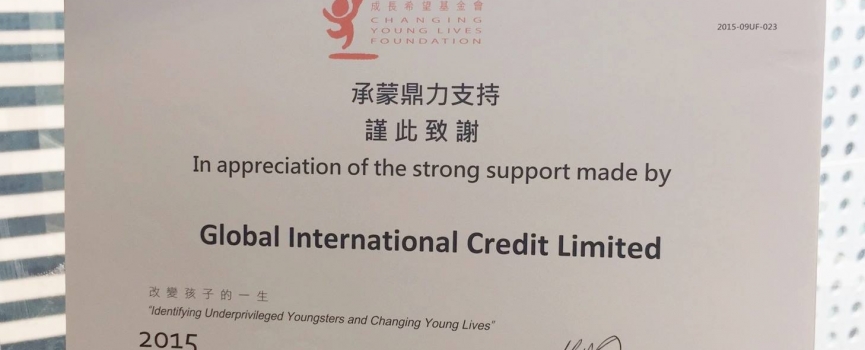 成長希望基金會
CHANGING
YOUNG LIVES
FOUNDATION
2015-09UF-023
承蒙鼎力支持
謹此致謝
In appreciation of the strong support made by
Global International Credit Limited
改變孩子的一生
"Identifying Underprivileged Youngsters and Changing Young Lives"
2015